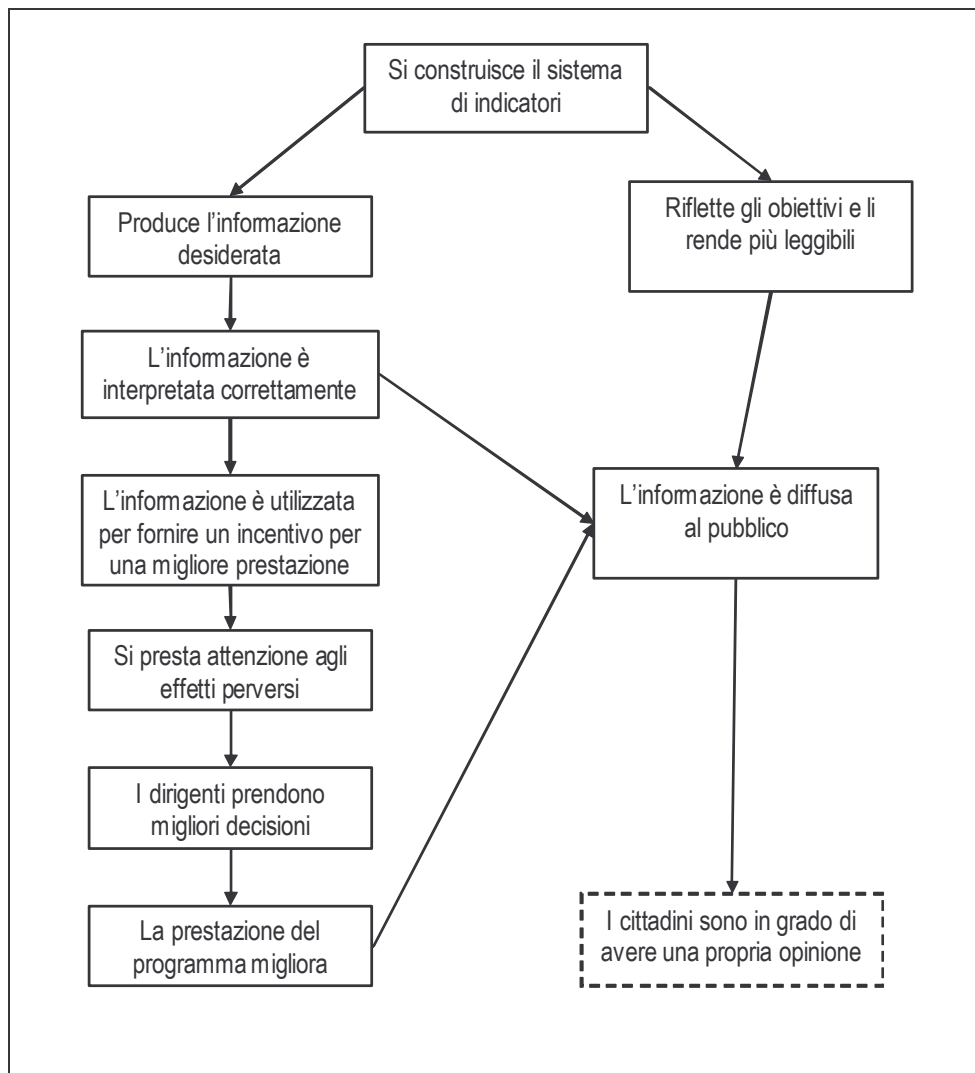 Si construisce il sistema
di indicatori
Produce l'informazione
desiderata
Riflette gli obiettivi e li
rende più leggibili
L'informazione è
interpretata correttamente
L'informazione è utilizzata
per fornire un incentivo per
una migliore prestazione
L'informazione è diffusa
al pubblico
Si presta attenzione agli
effetti perversi
I dirigenti prendono
migliori decisioni
La prestazione del
programma migliora
I cittadini sono in grado di
avere una propria opinione